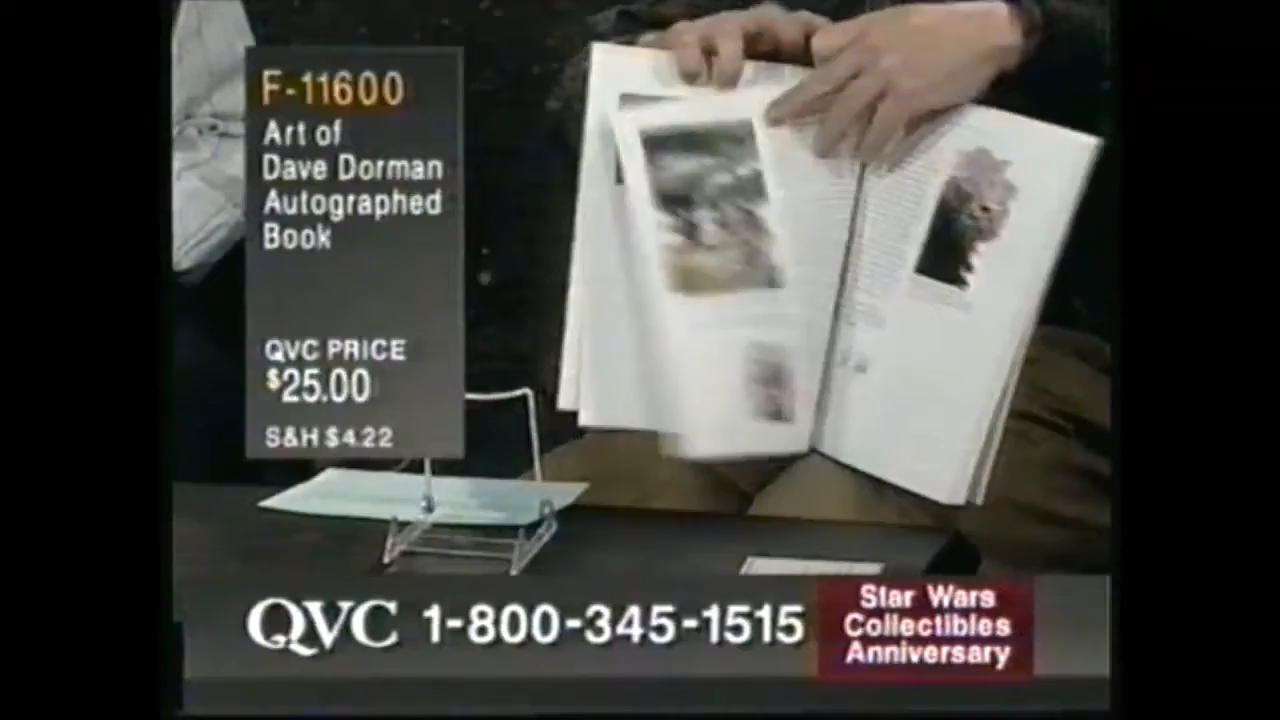 F-11600
Art of
Dave Dorman
Autographed
Book
QVC PRICE
$25.00
S&H $4.22
QVC 1-800-345-1515
Star Wars
Collectibles
Anniversary